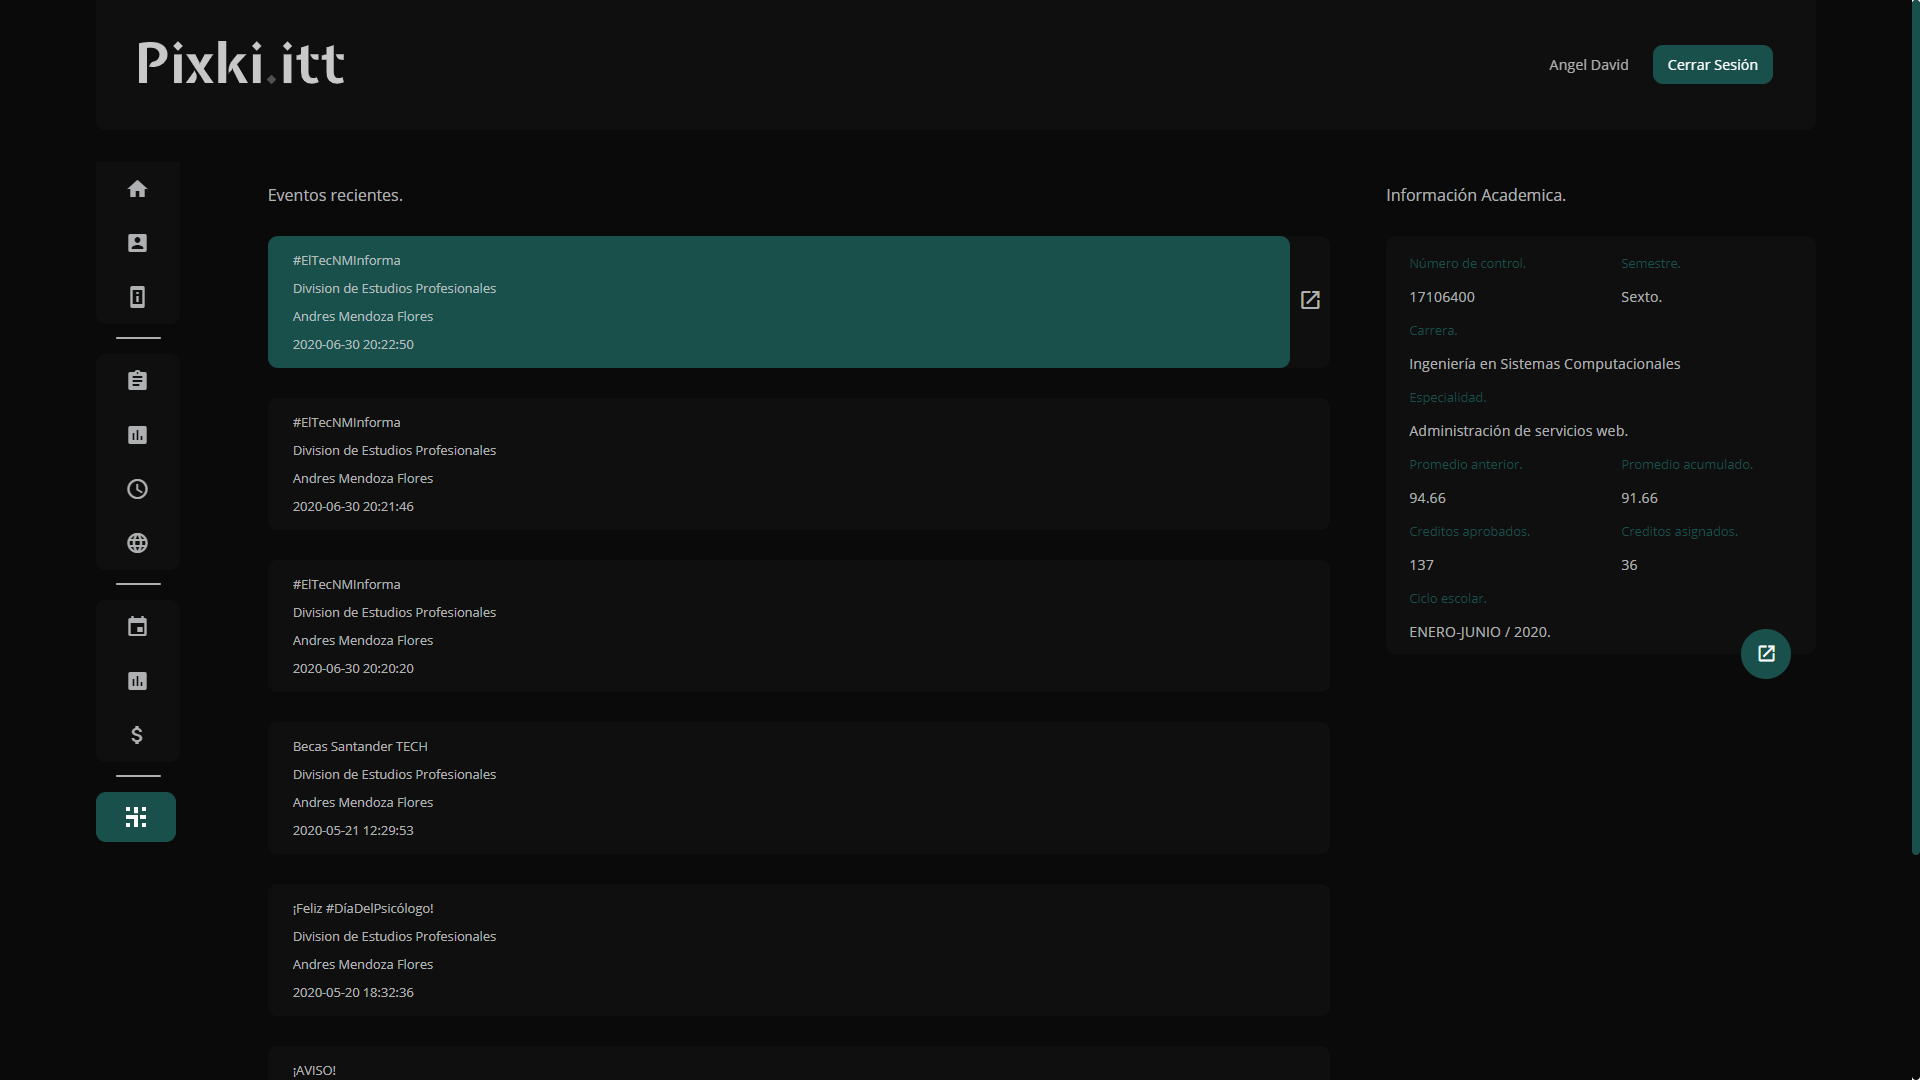 Pixki.itt
Angel David
Cerrar Sesión
Eventos recientes.
#ElTecNMInforma
Division de Estudios Profesionales
Andres Mendoza Flores
2020-06-30 20:22:50
#ElTecNMInforma
Division de Estudios Profesionales
Andres Mendoza Flores
2020-06-30 20:21:46
#ElTecNMInforma
Division de Estudios Profesionales
Andres Mendoza Flores
2020-06-30 20:20:20
Becas Santander TECH
Division de Estudios Profesionales
Andres Mendoza Flores
2020-05-21 12:29:53
¡Feliz #DíaDelPsicólogo!
Division de Estudios Profesionales
Andres Mendoza Flores
2020-05-20 18:32:36
¡AVISO!
Información Academica.
Número de control. Semestre.
17106400 Sexto.
Carrera.
Ingeniería en Sistemas Computacionales
Especialidad.
Administración de servicios web.
Promedio anterior. Promedio acumulado.
94.66 91.66
Creditos aprobados. Creditos asignados.
137 36
Ciclo escolar.
ENERO-JUNIO / 2020.